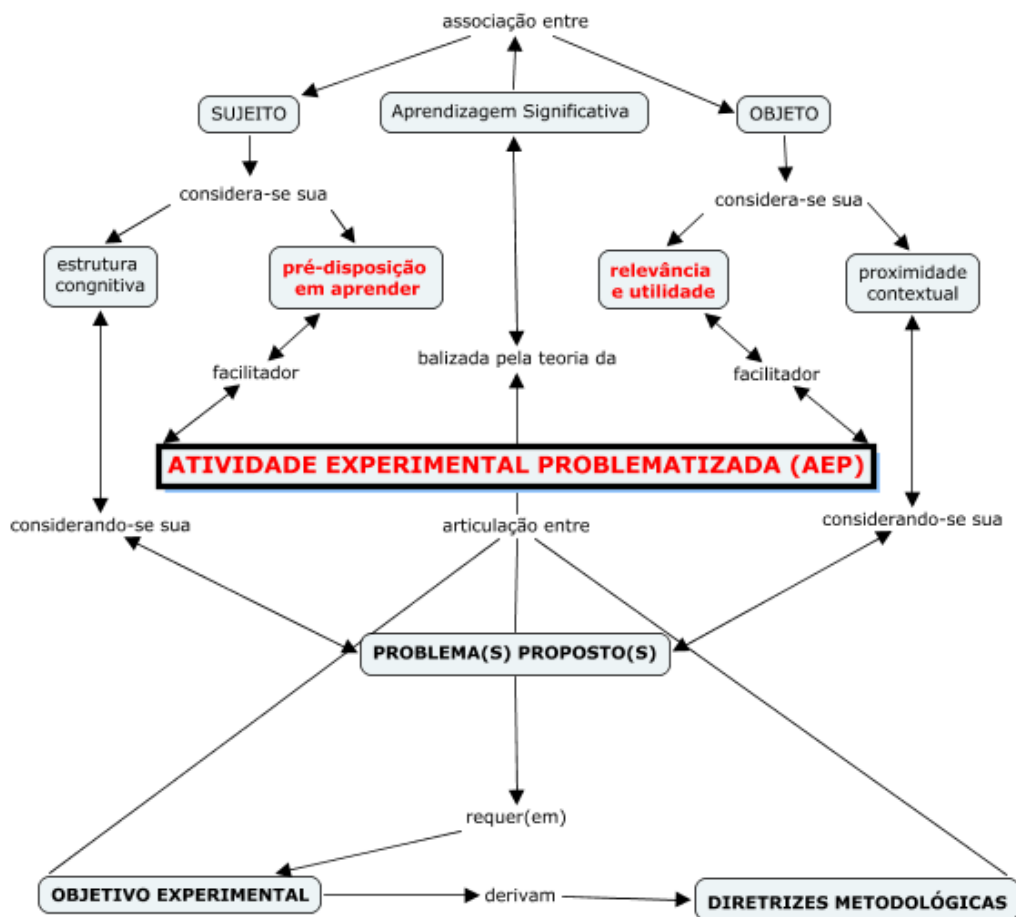 associação entre
SUJEITO
Aprendizagem Significativa
OBJETO
considera-se sua
considera-se sua
estrutura
congnitiva
pré-disposição
em aprender
relevância
e utilidade
proximidade
contextual
facilitador
balizada pela teoria da
facilitador
ATIVIDADE EXPERIMENTAL PROBLEMATIZADA (AEP)
considerando-se sua
articulação entre
considerando-se sua
PROBLEMA(S) PROPOSTO(S)
requer(em)
OBJETIVO EXPERIMENTAL
derivam
DIRETRIZES METODOLÓGICAS